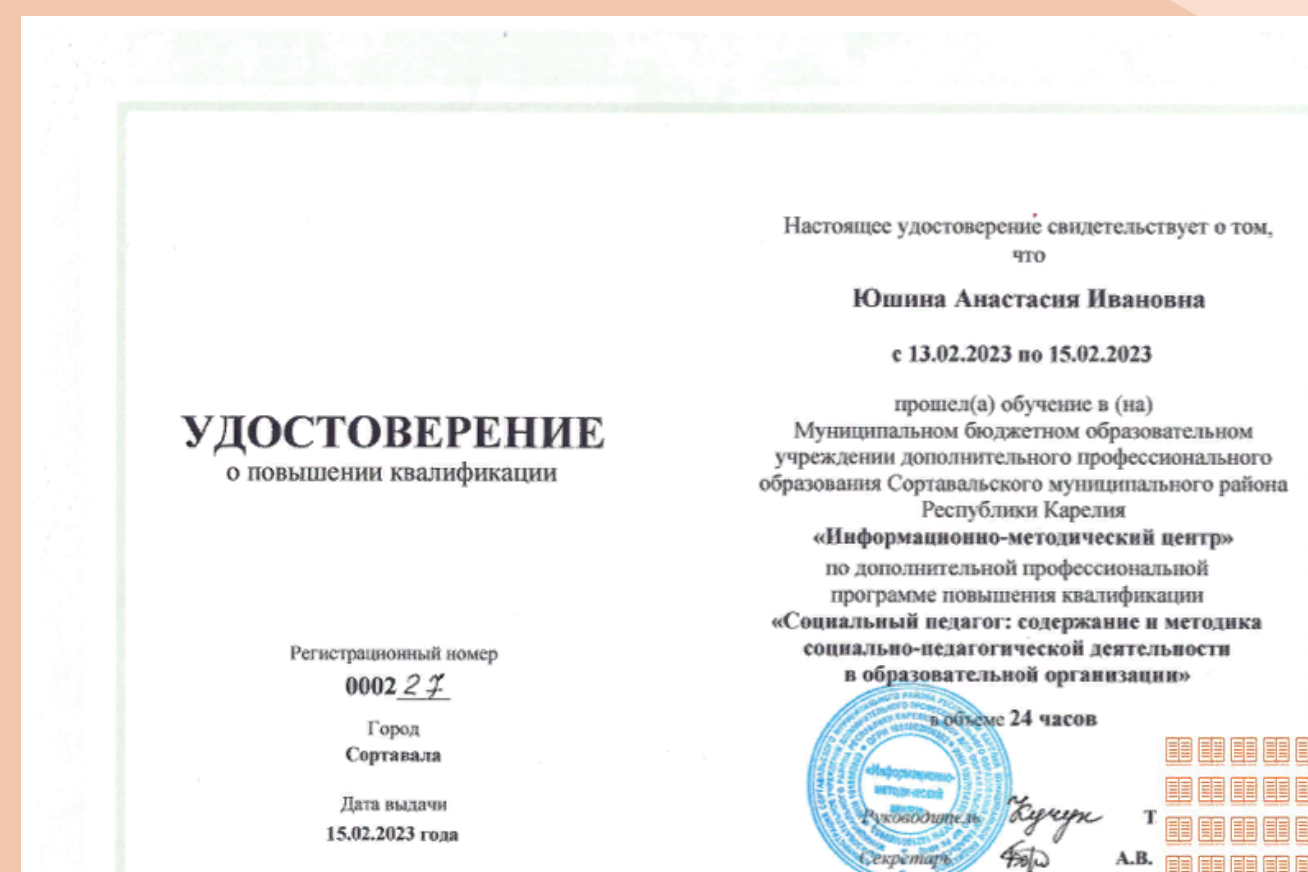 УДОСТОВЕРЕНИЕ
о повышении квалификации
Регистрационный номер
000227
Город
Сортавала
Дата выдачи
15.02.2023 года
Настоящее удостоверение свидетельствует о том,
что
Юшина Анастасия Ивановна
с 13.02.2023 по 15.02.2023
прошел(а) обучение в (на)
Муниципальном бюджетном образовательном
учреждении дополнительного профессионального
образования Сортавальского муниципального района
Республики Карелия
«Информационно-методический центр»
по дополнительной профессиональной
программе повышения квалификации
«Социальный педагог: содержание и методика
социально-педагогической деятельности
в образовательной организации»
в объеме 24 часов
«Информационно-
методический
центр»
Руководитель Т
Секретарь А.В.